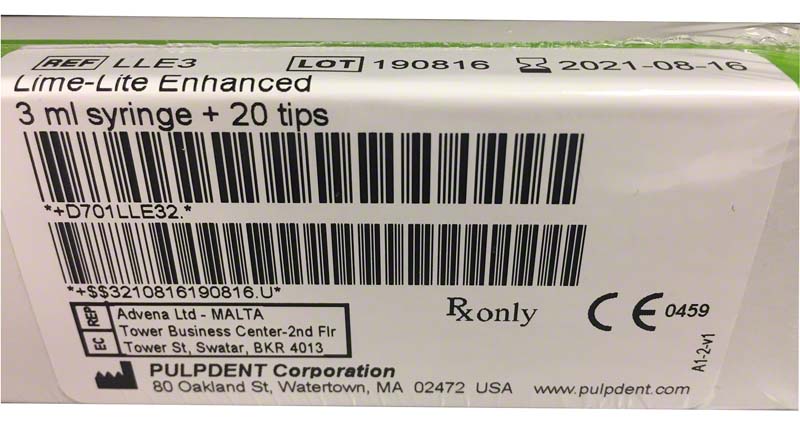 REF LLE3 LOT 190816 2021-08-16
Lime-Lite Enhanced
3 ml syringe + 20 tips
*+D701LLE32.*
*+$$3210816190816.U*
EC REP
Advena Ltd - MALTA
Tower Business Center-2nd Flr
Tower St, Swatar, BKR 4013
Rx only
CE 0459
A1-2-v1
PULPDENT Corporation
80 Oakland St, Watertown, MA 02472 USA www.pulpdent.com